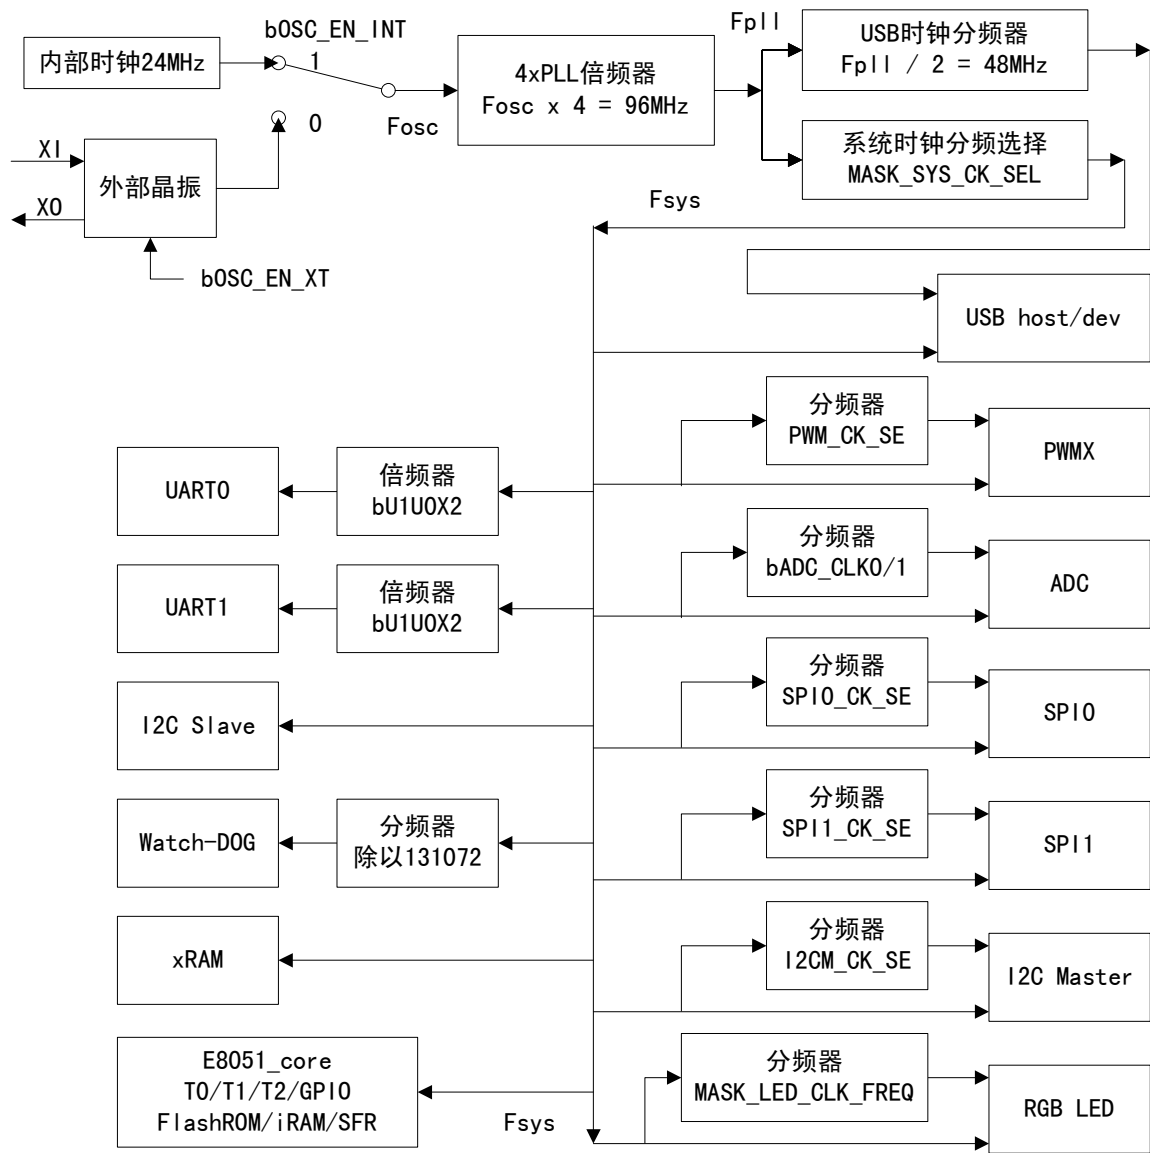 bOSC_EN_INT
内部时钟24MHz
1
0
Fosc
4xPLL倍频器
Fosc x 4 = 96MHz
Fpll
USB时钟分频器
Fpll / 2 = 48MHz
系统时钟分频选择
MASK_SYS_CK_SEL
XI
XO
外部晶振
bOSC_EN_XT
Fsys
USB host/dev
分频器
PWM_CK_SE
PWMX
UART0
倍频器
bU1U0X2
分频器
bADC_CLK0/1
ADC
UART1
倍频器
bU1U0X2
分频器
SPI0_CK_SE
SPI0
I2C Slave
分频器
SPI1_CK_SE
SPI1
Watch-DOG
分频器
除以131072
分频器
I2CM_CK_SE
I2C Master
xRAM
分频器
MASK_LED_CLK_FREQ
RGB LED
E8051_core
T0/T1/T2/GPIO
FlashROM/iRAM/SFR
Fsys